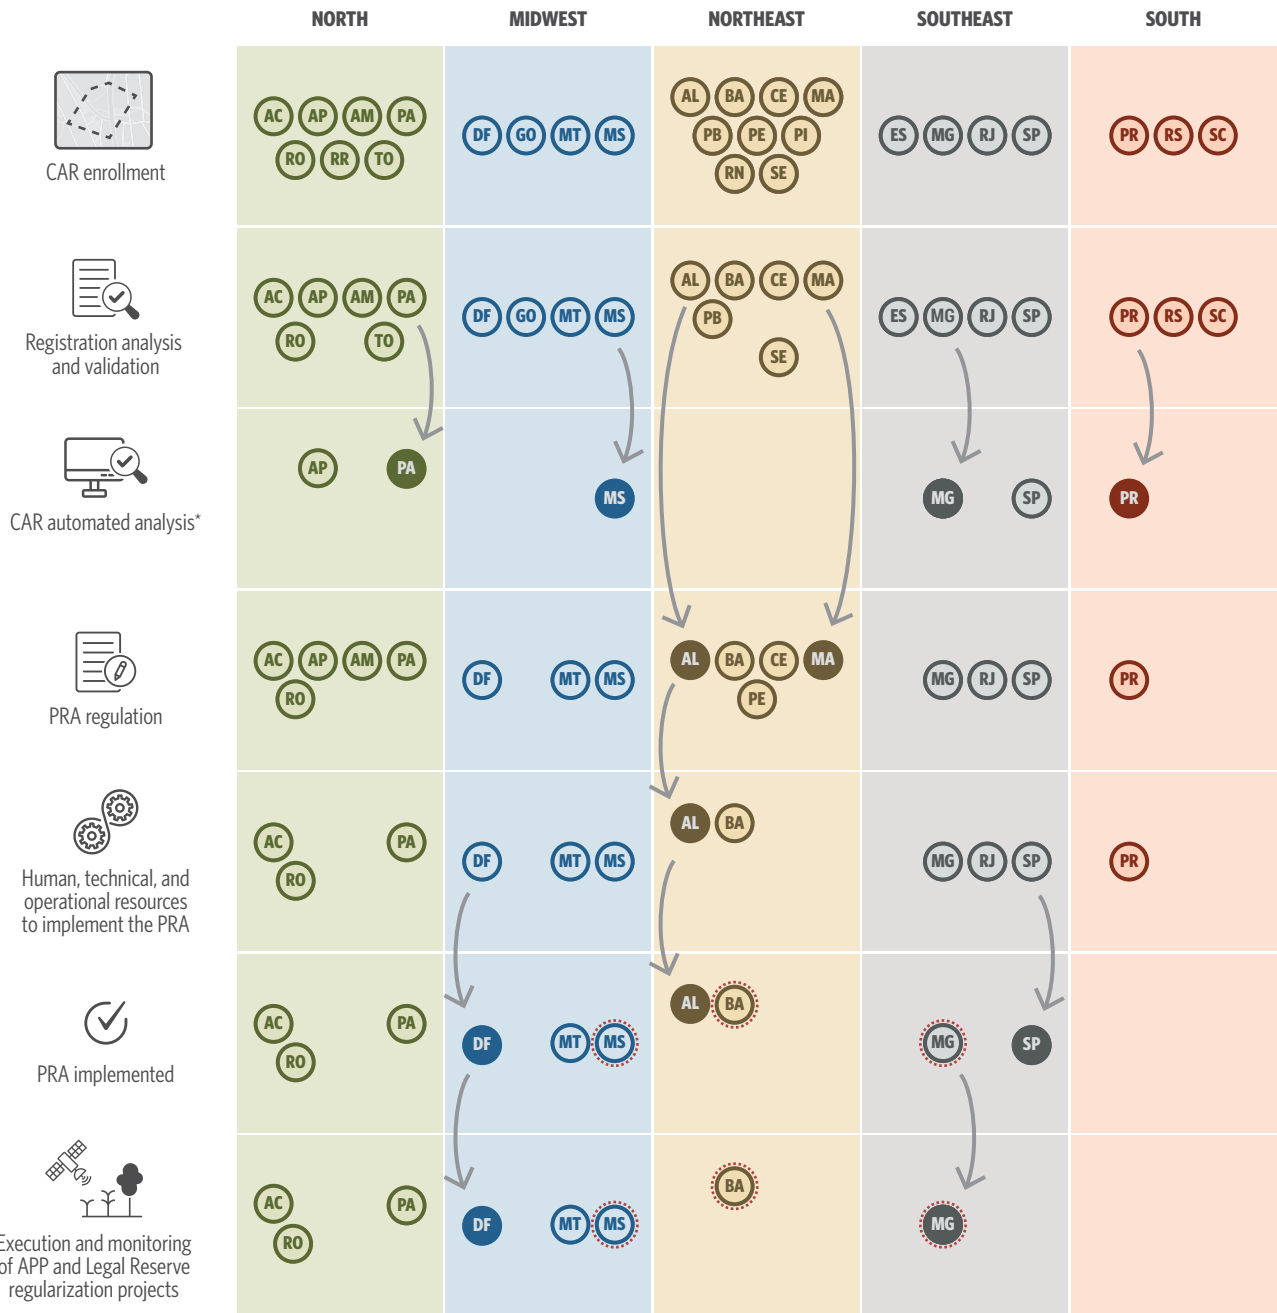 NORTH MIDWEST NORTHEAST SOUTHEAST SOUTH
CAR enrollment
AC AP AM PA
RO RR TO
DF GO MT MS
AL BA CE MA
PB PE PI
RN SE
ES MG RJ SP
PR RS SC
Registration analysis
and validation
AC AP AM PA
RO TO
DF GO MT MS
AL BA CE MA
PB
SE
ES MG RJ SP
PR RS SC
CAR automated analysis*
AP PA
MS
MG SP
PR
PRA regulation
AC AP AM PA
RO
DF MT MS
AL BA CE MA
PE
MG RJ SP
PR
Human, technical, and
operational resources
to implement the PRA
AC PA
RO
DF MT MS
AL BA
MG RJ SP
PR
PRA implemented
AC PA
RO
DF MT MS
AL BA
MG SP
Execution and monitoring
of APP and Legal Reserve
regularization projects
AC PA
RO
DF MT MS
BA
MG